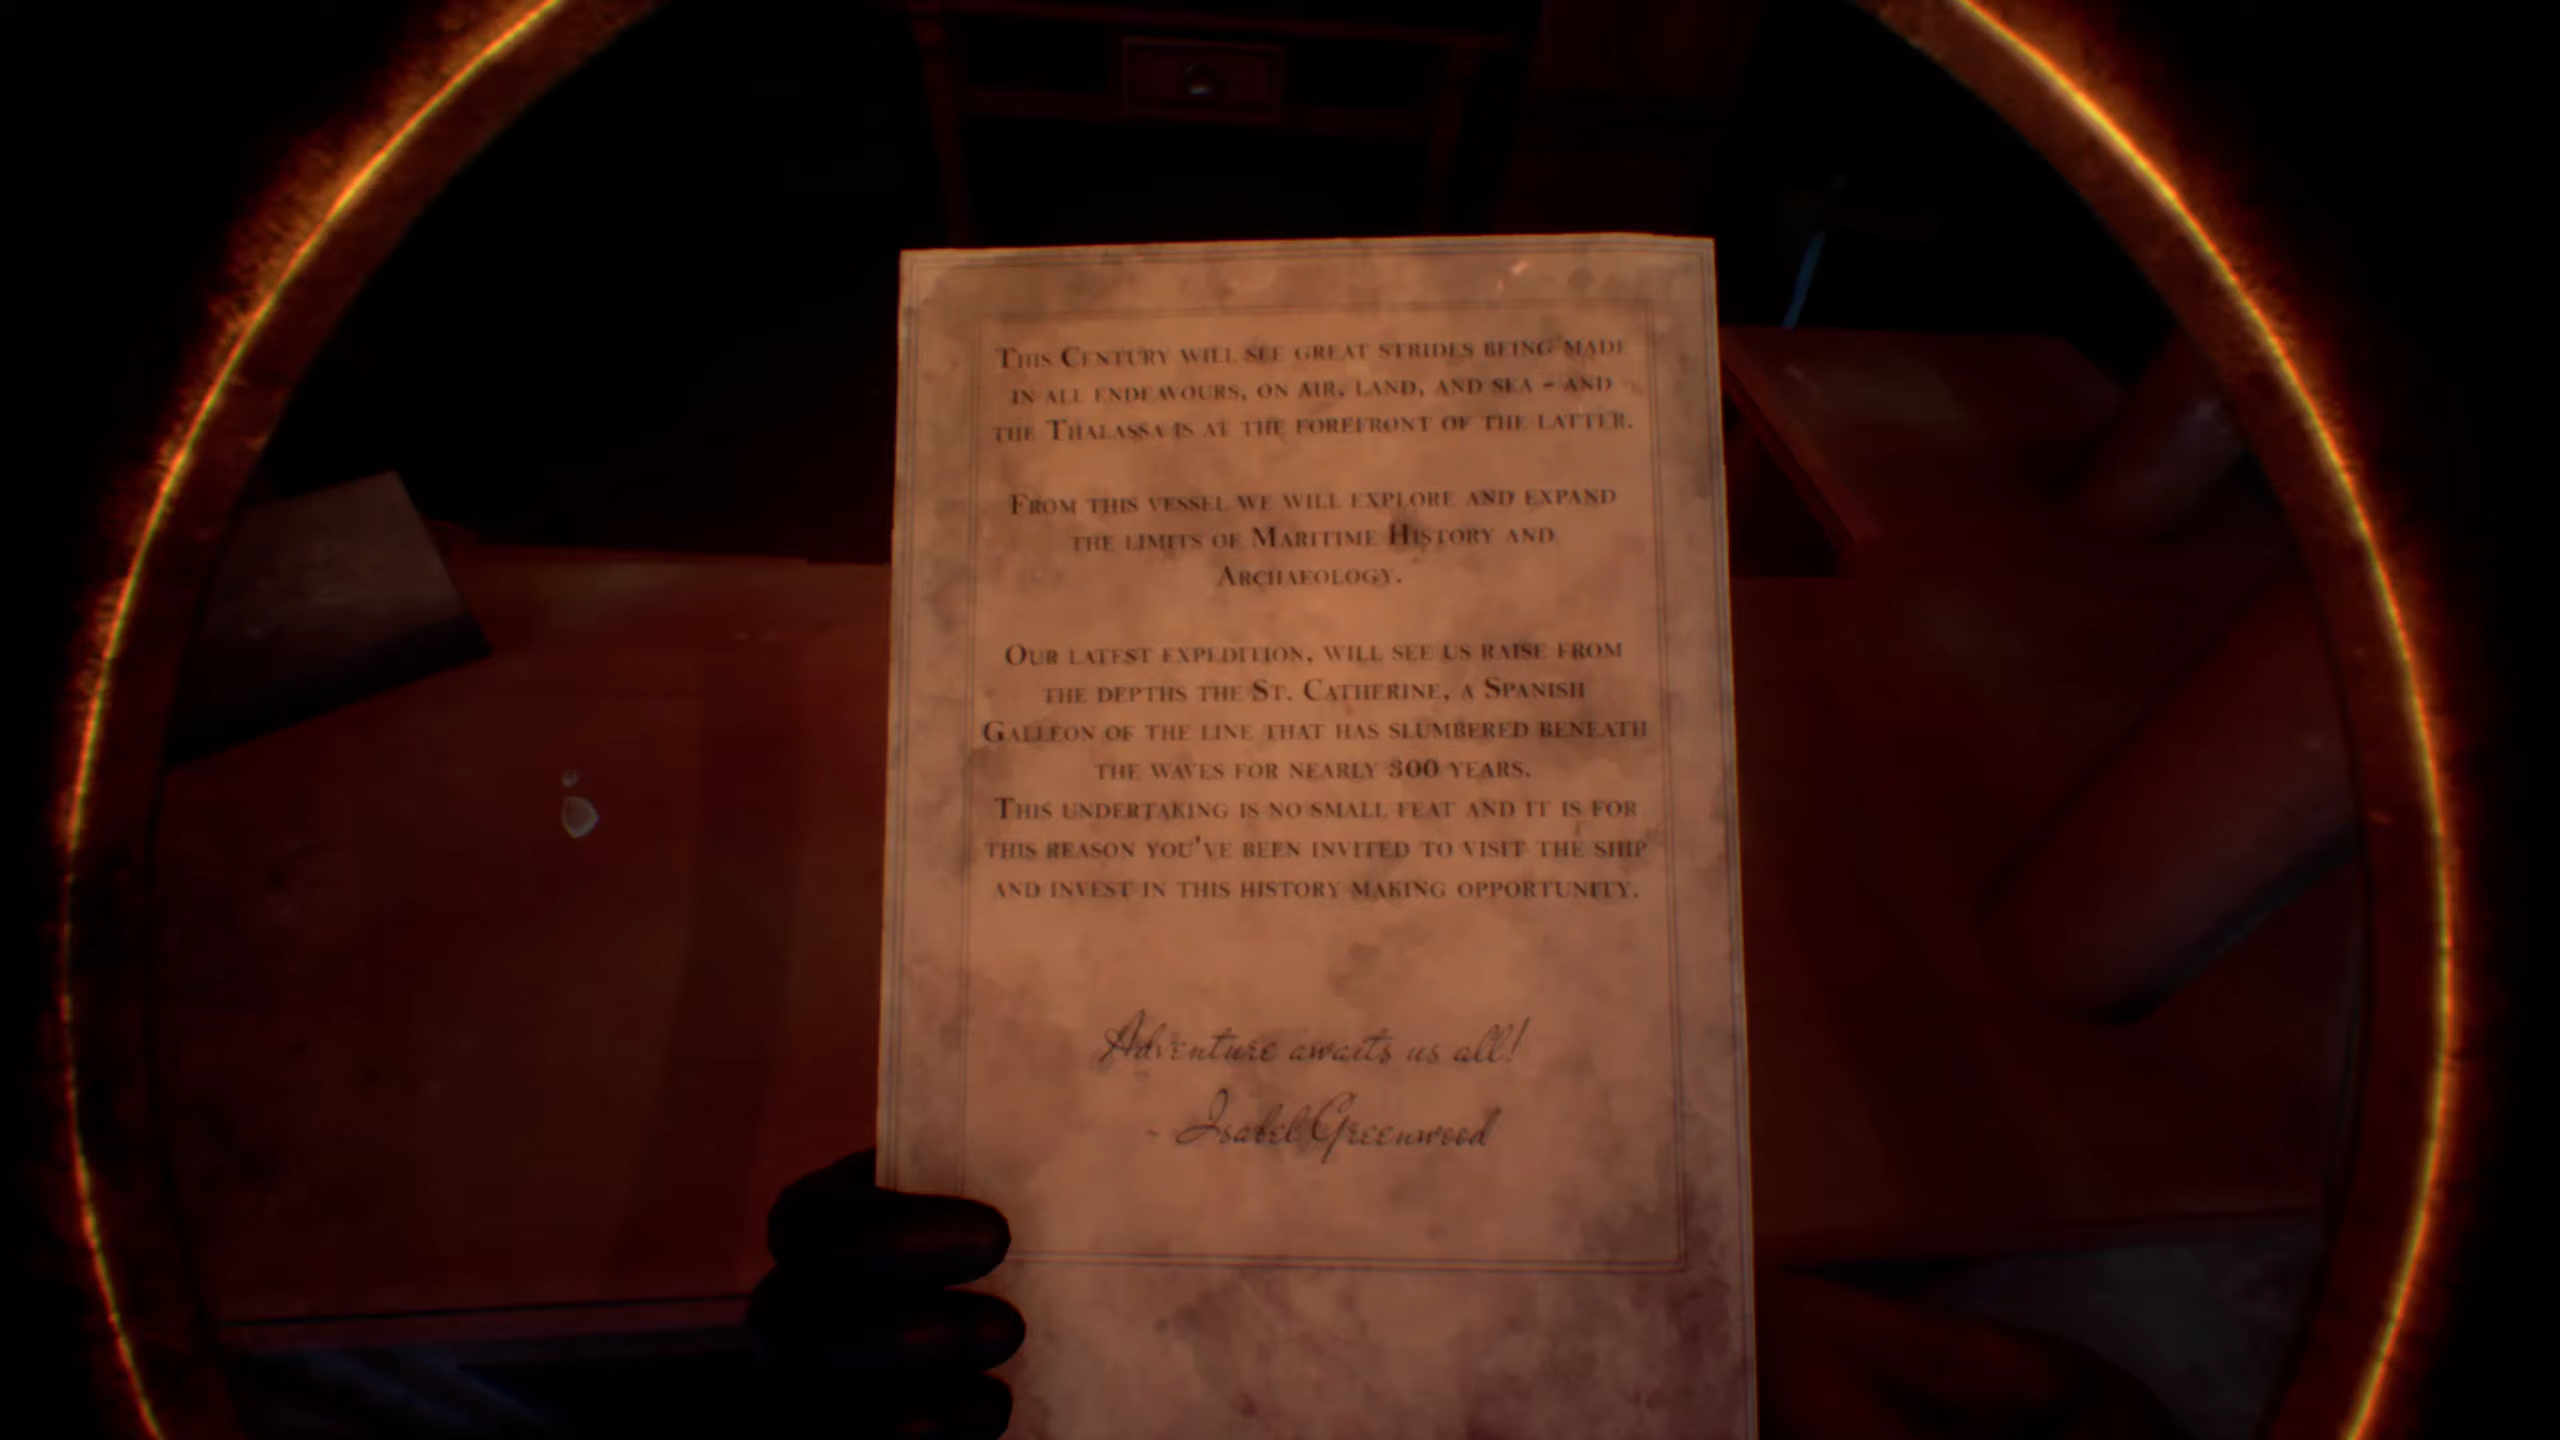 This Century will see great strides being made
in all endeavours, on air, land, and sea - and
the Thalassa is at the forefront of the latter.
From this vessel we will explore and expand
the limits of Maritime History and
Archaeology.
Our latest expedition, will see us raise from
the depths the St. Catherine, a Spanish
Galleon of the line that has slumbered beneath
the waves for nearly 300 years.
This undertaking is no small feat and it is for
this reason you've been invited to visit the ship
and invest in this history making opportunity.
Adventure awaits us all!
- Isabel Greenwood